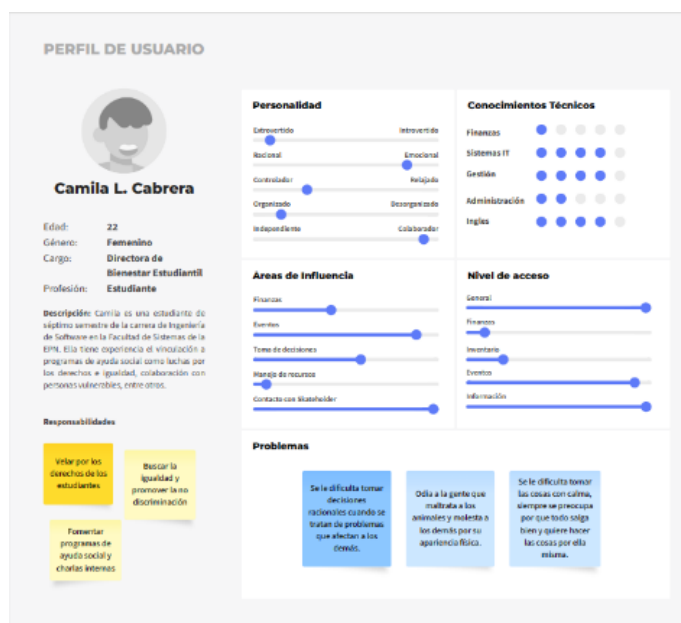 PERFIL DE USUARIO
Camila L. Cabrera
Edad: 22
Género: Femenino
Cargo: Directora de
Bienestar Estudiantil
Profesión: Estudiante
Descripción: Camila es una estudiante de
séptimo semestre de la carrera de Ingeniería
de Software en la Facultad de Sistemas de la
EPN. Ella tiene experiencia el vinculación a
programas de ayuda social como luchas por
los derechos e igualdad, colaboración con
personas vulnerables, entre otros.
Responsabilidades
Velar por los
derechos de los
estudiantes
Buscar la
igualdad y
promover la no
discriminación
Fomentar
programas de
ayuda social y
charlas internas
Personalidad
Extrovertido Introvertido
Racional Emocional
Controlador Relajado
Organizado Desorganizado
Independiente Colaborador
Conocimientos Técnicos
Finanzas
Sistemas IT
Gestión
Administración
Ingles
Áreas de Influencia
Finanzas
Eventos
Toma de decisiones
Manejo de recursos
Contacto con Skateholder
Nivel de acceso
General
Finanzas
Inventario
Eventos
Información
Problemas
Se le dificulta tomar
decisiones
racionales cuando se
tratan de problemas
que afectan a los
demás.
Odia a la gente que
maltrata a los
animales y molesta a
los demás por su
apariencia física.
Se le dificulta tomar
las cosas con calma,
siempre se preocupa
por que todo salga
bien y quiere hacer
las cosas por ella
misma.